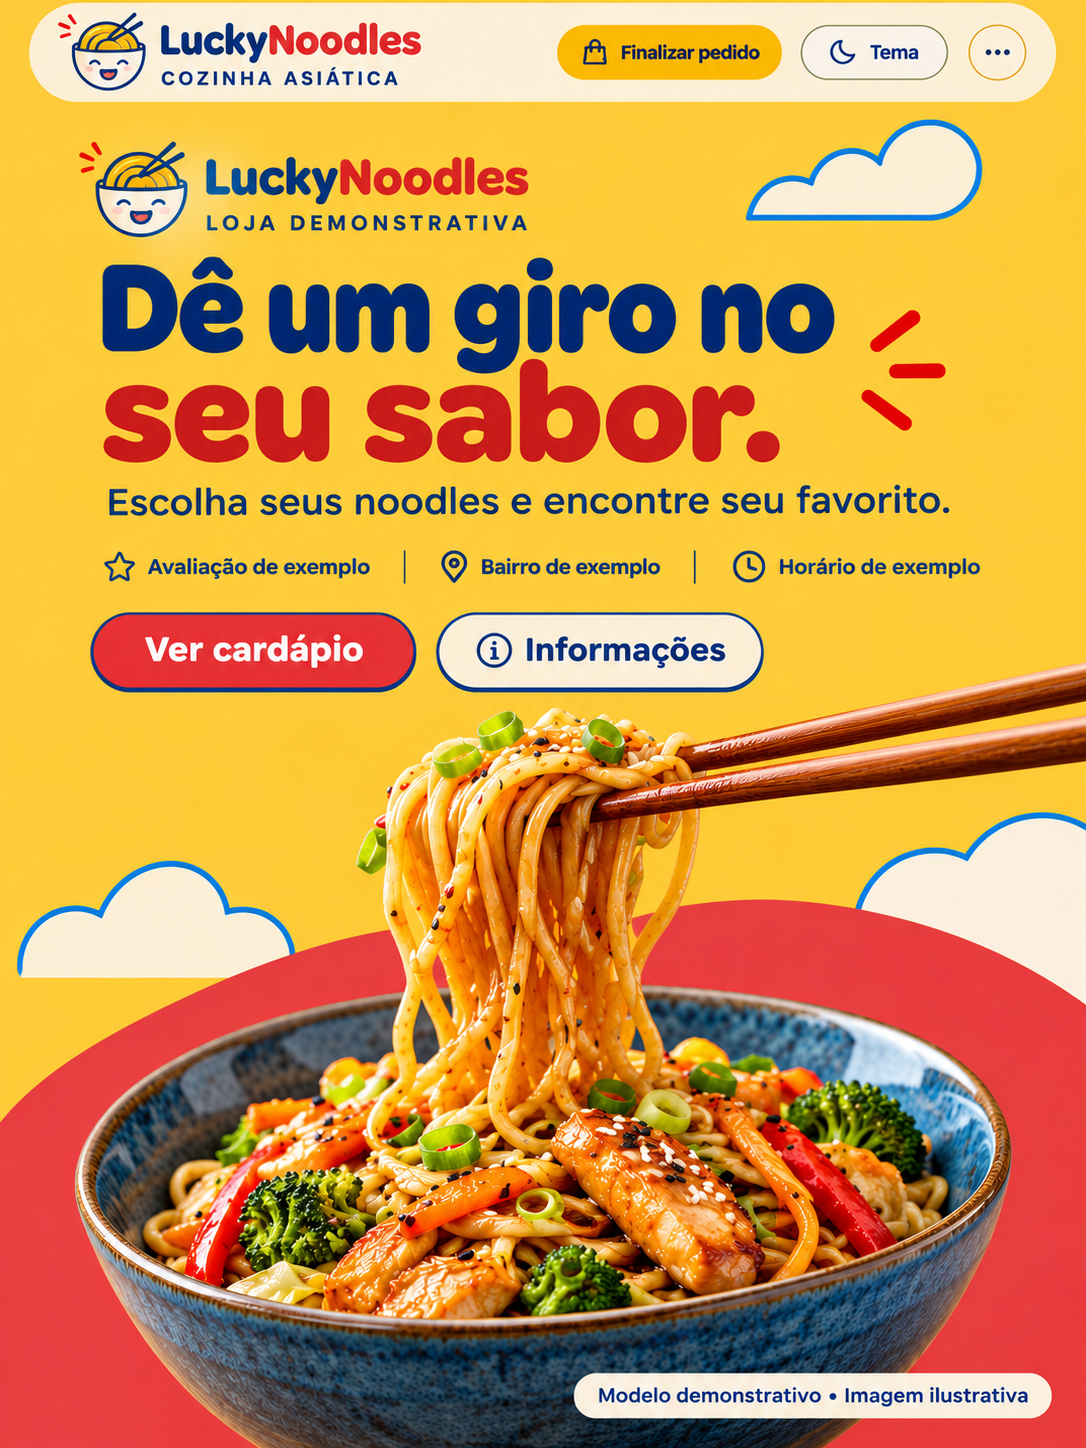 LuckyNoodles
COZINHA ASIÁTICA
Finalizar pedido
Tema
LuckyNoodles
LOJA DEMONSTRATIVA
Dê um giro no
seu sabor.
Escolha seus noodles e encontre seu favorito.
Avaliação de exemplo
Bairro de exemplo
Horário de exemplo
Ver cardápio
Informações
Modelo demonstrativo • Imagem ilustrativa